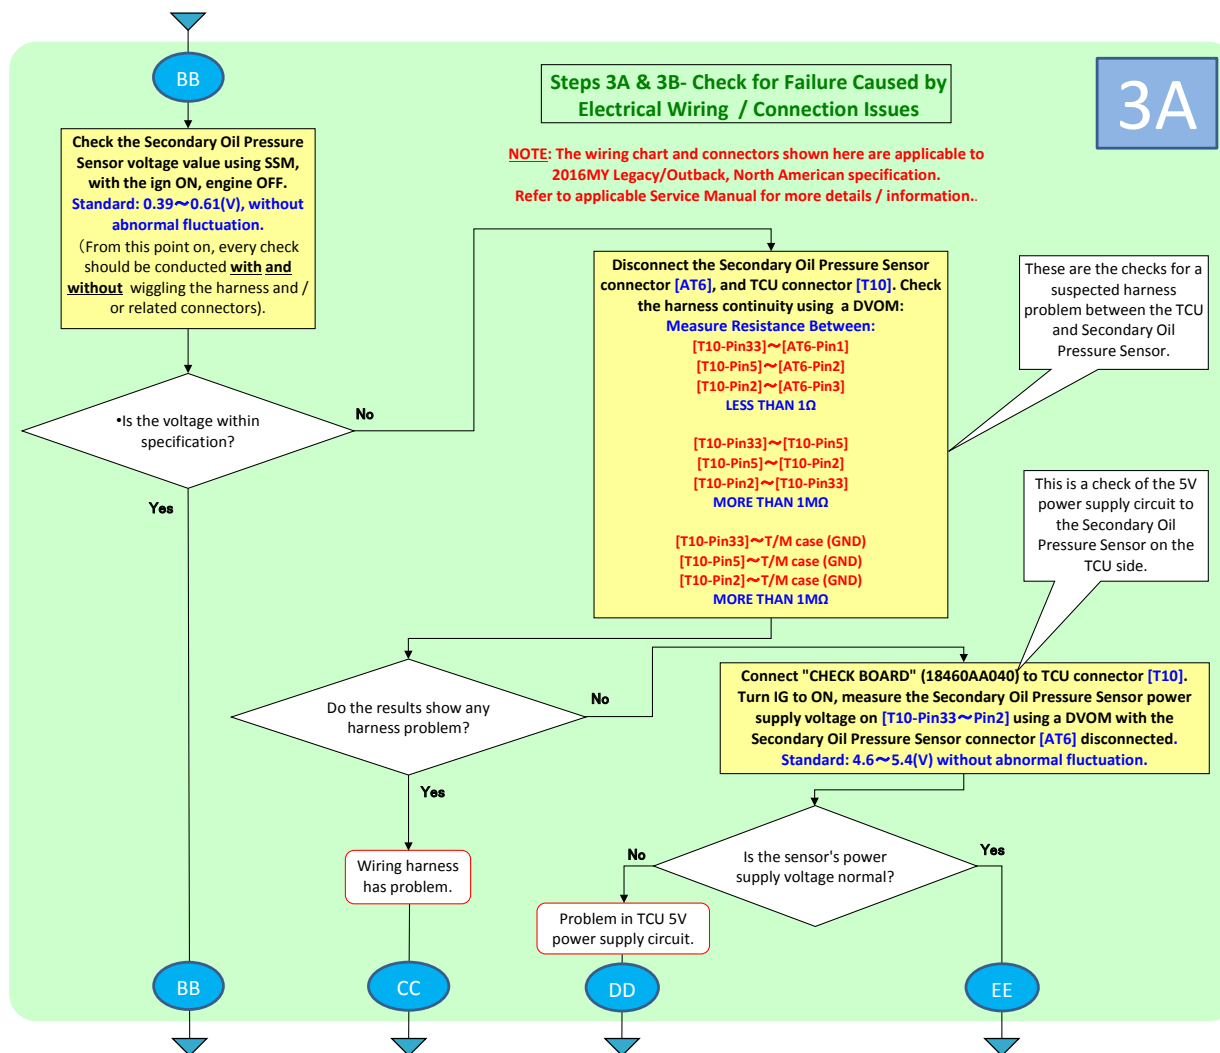 BB
Steps 3A & 3B- Check for Failure Caused by
Electrical Wiring / Connection Issues
3A
NOTE: The wiring chart and connectors shown here are applicable to
2016MY Legacy/Outback, North American specification.
Refer to applicable Service Manual for more details / information..
Check the Secondary Oil Pressure
Sensor voltage value using SSM,
with the ign ON, engine OFF.
Standard: 0.39～0.61(V), without
abnormal fluctuation.
（From this point on, every check
should be conducted with and
without wiggling the harness and /
or related connectors).
Disconnect the Secondary Oil Pressure Sensor
connector [AT6], and TCU connector [T10]. Check
the harness continuity using a DVOM:
Measure Resistance Between:
[T10-Pin33]～[AT6-Pin1]
[T10-Pin5]～[AT6-Pin2]
[T10-Pin2]～[AT6-Pin3]
LESS THAN 1Ω
[T10-Pin33]～[T10-Pin5]
[T10-Pin5]～[T10-Pin2]
[T10-Pin2]～[T10-Pin33]
MORE THAN 1MΩ
[T10-Pin33]～T/M case (GND)
[T10-Pin5]～T/M case (GND)
[T10-Pin2]～T/M case (GND)
MORE THAN 1MΩ
These are the checks for a
suspected harness
problem between the TCU
and Secondary Oil
Pressure Sensor.
•Is the voltage within
specification?
No
Yes
This is a check of the 5V
power supply circuit to
the Secondary Oil
Pressure Sensor on the
TCU side.
Do the results show any
harness problem?
No
Yes
Connect "CHECK BOARD" (18460AA040) to TCU connector [T10].
Turn IG to ON, measure the Secondary Oil Pressure Sensor power
supply voltage on [T10-Pin33～Pin2] using a DVOM with the
Secondary Oil Pressure Sensor connector [AT6] disconnected.
Standard: 4.6～5.4(V) without abnormal fluctuation.
Is the sensor's power
supply voltage normal?
No
Yes
Wiring harness
has problem.
Problem in TCU 5V
power supply circuit.
BB
CC
DD
EE